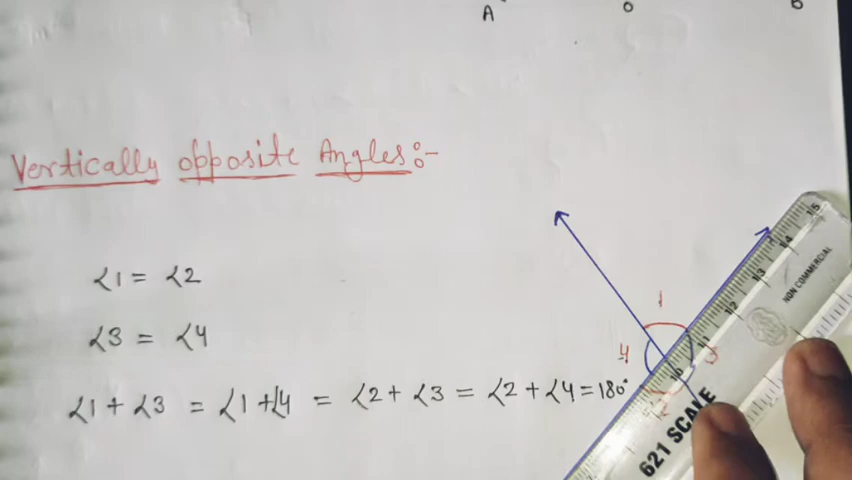 A O B
Vertically opposite Angles:-
∠1 = ∠2
∠3 = ∠4
∠1 + ∠3 = ∠1 + ∠4 = ∠2 + ∠3 = ∠2 + ∠4 = 180°
1
4 3
2
15
14
13
12
11
NON COMMERCIAL
621 SCALE